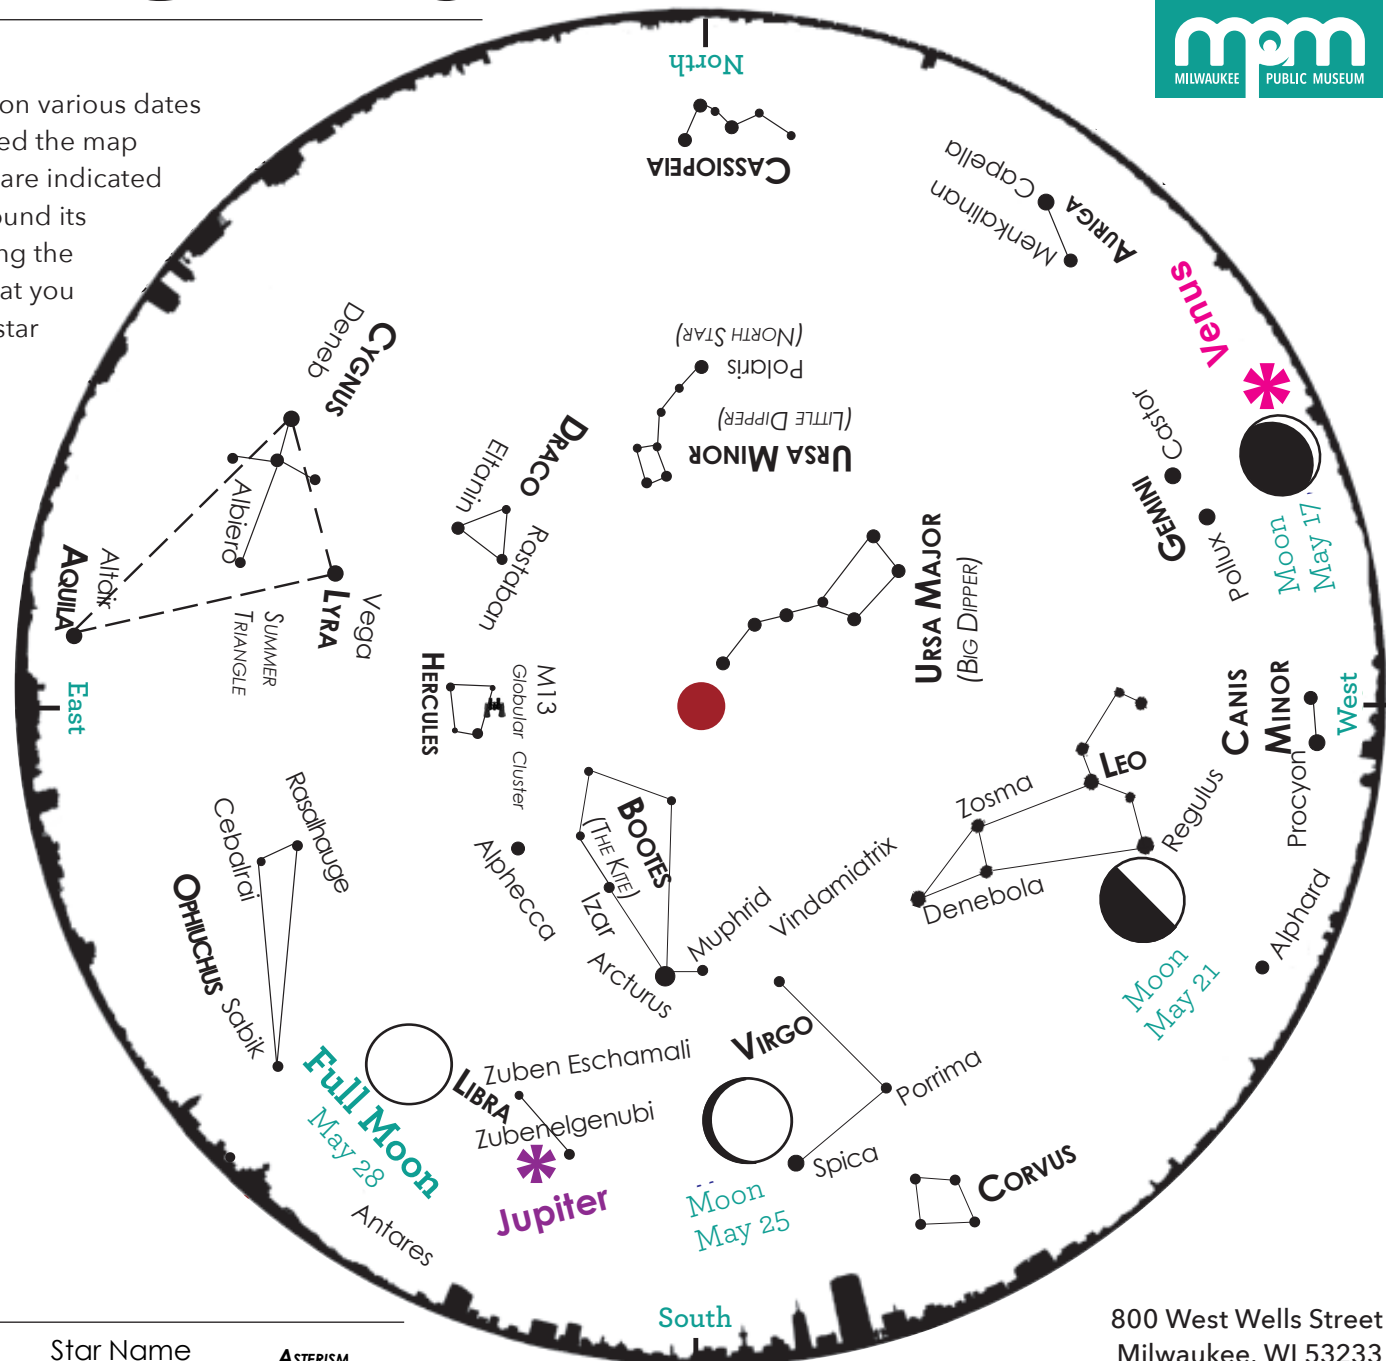 on various dates
ed the map
are indicated
ound its
ng the
at you
star
mpm
MILWAUKEE PUBLIC MUSEUM
North
CASSIOPEIA
Capella
Menkalinan
AURIGA
Venus
Moon
May 17
Castor
Pollux
GEMINI
CYGNUS
Deneb
Albiero
AQUILA
Altair
LYRA
Vega
SUMMER
TRIANGLE
DRACO
Eltanin
Rastaban
(NORTH STAR)
Polaris
(LITTLE DIPPER)
URSA MINOR
URSA MAJOR
(BIG DIPPER)
East
West
HERCULES
M13
Globular Cluster
CANIS
MINOR
Procyon
LEO
Zosma
Regulus
Denebola
Alphard
Moon
May 21
BOOTES
(THE KITE)
Izar
Arcturus
Muphrid
Alphecca
Vindamiatrix
VIRGO
Porrima
Spica
CORVUS
Rasalhauge
Cebalrai
OPHIUCHUS
Sabik
Full Moon
May 28
LIBRA
Zuben Eschamali
Zubenelgenubi
Jupiter
Antares
Moon
May 25
South
Star Name
ASTERISM
800 West Wells Street
Milwaukee, WI 53233